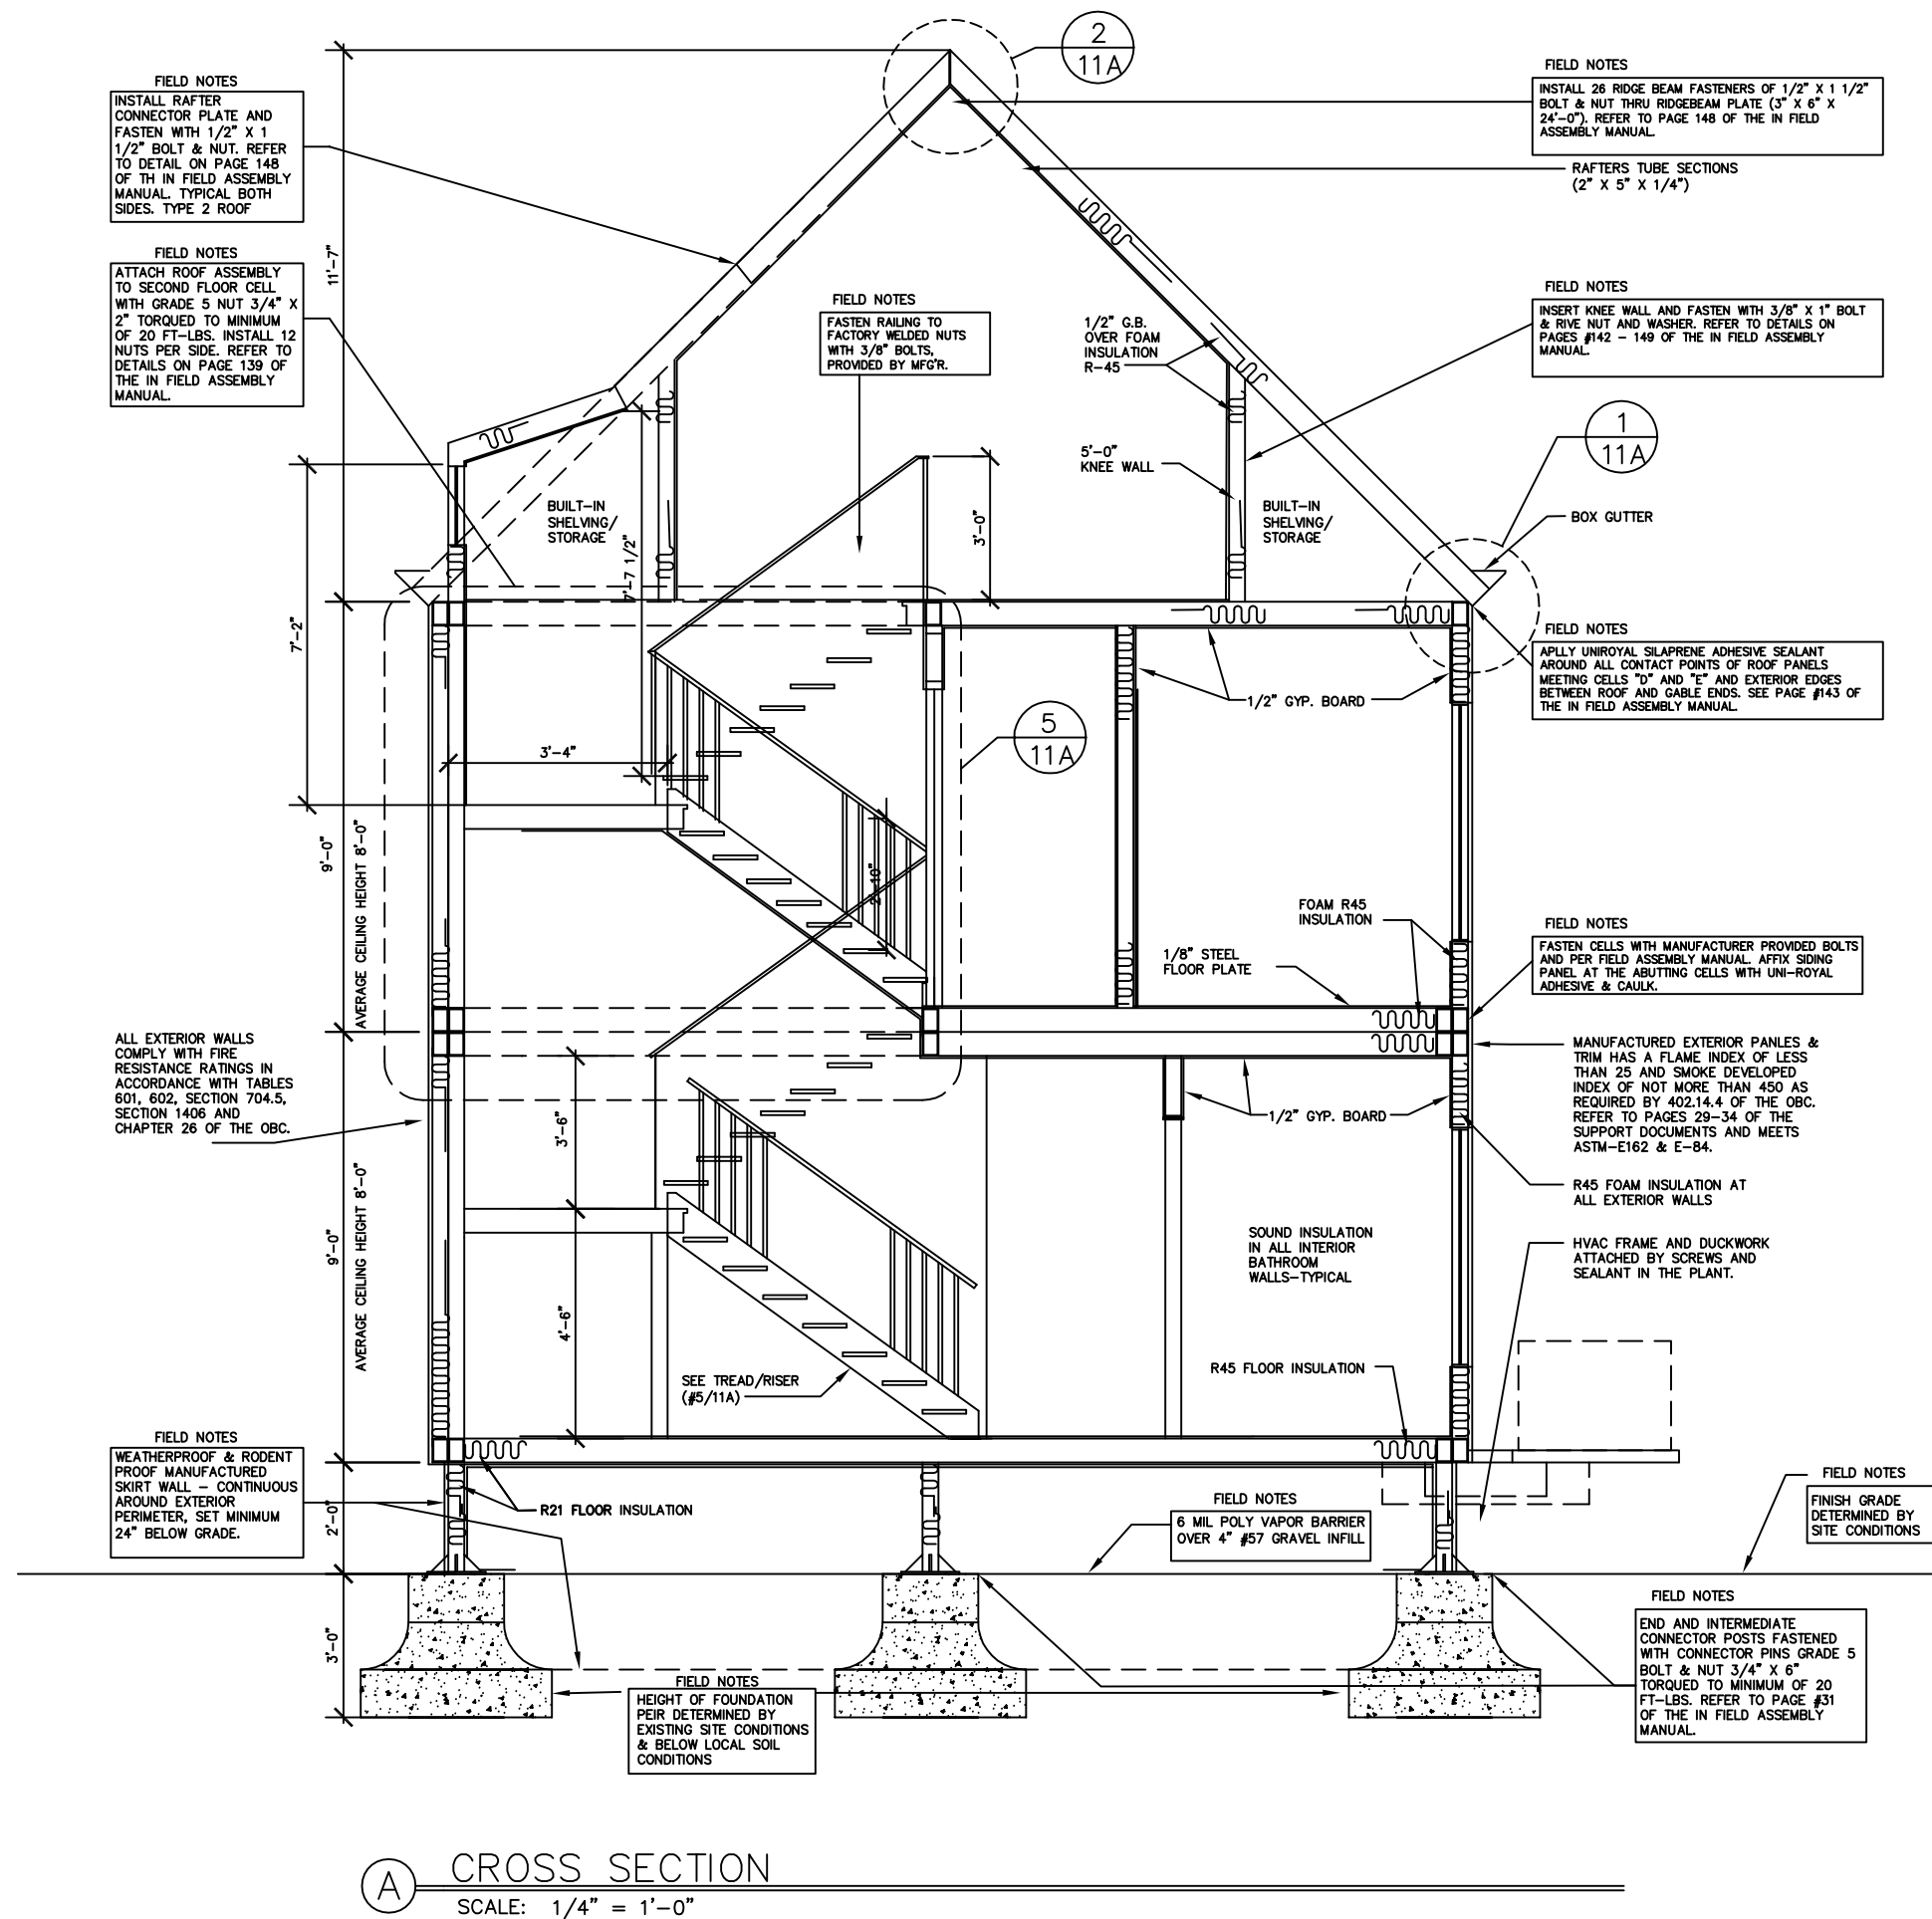 2
11A
FIELD NOTES
INSTALL RAFTER
CONNECTOR PLATE AND
FASTEN WITH 1/2" X 1
1/2" BOLT & NUT. REFER
TO DETAIL ON PAGE 148
OF TH IN FIELD ASSEMBLY
MANUAL. TYPICAL BOTH
SIDES. TYPE 2 ROOF
FIELD NOTES
INSTALL 26 RIDGE BEAM FASTENERS OF 1/2" X 1 1/2"
BOLT & NUT THRU RIDGEBEAM PLATE (3" X 6" X
24'-0"). REFER TO PAGE 148 OF THE IN FIELD
ASSEMBLY MANUAL.
RAFTERS TUBE SECTIONS
(2" X 5" X 1/4")
FIELD NOTES
ATTACH ROOF ASSEMBLY
TO SECOND FLOOR CELL
WITH GRADE 5 NUT 3/4" X
2" TORQUED TO MINIMUM
OF 20 FT-LBS. INSTALL 12
NUTS PER SIDE. REFER TO
DETAILS ON PAGE 139 OF
THE IN FIELD ASSEMBLY
MANUAL.
11'-7"
FIELD NOTES
FASTEN RAILING TO
FACTORY WELDED NUTS
WITH 3/8" BOLTS,
PROVIDED BY MFG'R.
1/2" G.B.
OVER FOAM
INSULATION
R-45
FIELD NOTES
INSERT KNEE WALL AND FASTEN WITH 3/8" X 1" BOLT
& RIVE NUT AND WASHER. REFER TO DETAILS ON
PAGES #142 - 149 OF THE IN FIELD ASSEMBLY
MANUAL.
1
11A
5'-0"
KNEE WALL
BUILT-IN
SHELVING/
STORAGE
BUILT-IN
SHELVING/
STORAGE
BOX GUTTER
3'-0"
7'-7 1/2"
7'-2"
FIELD NOTES
APLLY UNIROYAL SILAPRENE ADHESIVE SEALANT
AROUND ALL CONTACT POINTS OF ROOF PANELS
MEETING CELLS "D" AND "E" AND EXTERIOR EDGES
BETWEEN ROOF AND GABLE ENDS. SEE PAGE #143 OF
THE IN FIELD ASSEMBLY MANUAL.
1/2" GYP. BOARD
5
11A
3'-4"
9'-0"
AVERAGE CEILING HEIGHT 8'-0"
FOAM R45
INSULATION
1/8" STEEL
FLOOR PLATE
FIELD NOTES
FASTEN CELLS WITH MANUFACTURER PROVIDED BOLTS
AND PER FIELD ASSEMBLY MANUAL. AFFIX SIDING
PANEL AT THE ABUTTING CELLS WITH UNI-ROYAL
ADHESIVE & CAULK.
ALL EXTERIOR WALLS
COMPLY WITH FIRE
RESISTANCE RATINGS IN
ACCORDANCE WITH TABLES
601, 602, SECTION 704.5,
SECTION 1406 AND
CHAPTER 26 OF THE OBC.
MANUFACTURED EXTERIOR PANLES &
TRIM HAS A FLAME INDEX OF LESS
THAN 25 AND SMOKE DEVELOPED
INDEX OF NOT MORE THAN 450 AS
REQUIRED BY 402.14.4 OF THE OBC.
REFER TO PAGES 29-34 OF THE
SUPPORT DOCUMENTS AND MEETS
ASTM-E162 & E-84.
1/2" GYP. BOARD
3'-6"
R45 FOAM INSULATION AT
ALL EXTERIOR WALLS
9'-0"
AVERAGE CEILING HEIGHT 8'-0"
SOUND INSULATION
IN ALL INTERIOR
BATHROOM
WALLS-TYPICAL
HVAC FRAME AND DUCKWORK
ATTACHED BY SCREWS AND
SEALANT IN THE PLANT.
4'-6"
SEE TREAD/RISER
(#5/11A)
R45 FLOOR INSULATION
FIELD NOTES
WEATHERPROOF & RODENT
PROOF MANUFACTURED
SKIRT WALL - CONTINUOUS
AROUND EXTERIOR
PERIMETER, SET MINIMUM
24" BELOW GRADE.
2'-0"
R21 FLOOR INSULATION
FIELD NOTES
6 MIL POLY VAPOR BARRIER
OVER 4" #57 GRAVEL INFILL
FIELD NOTES
FINISH GRADE
DETERMINED BY
SITE CONDITIONS
3'-0"
FIELD NOTES
HEIGHT OF FOUNDATION
PEIR DETERMINED BY
EXISTING SITE CONDITIONS
& BELOW LOCAL SOIL
CONDITIONS
FIELD NOTES
END AND INTERMEDIATE
CONNECTOR POSTS FASTENED
WITH CONNECTOR PINS GRADE 5
BOLT & NUT 3/4" X 6"
TORQUED TO MINIMUM OF 20
FT-LBS. REFER TO PAGE #31
OF THE IN FIELD ASSEMBLY
MANUAL.
A
CROSS SECTION
SCALE: 1/4" = 1'-0"